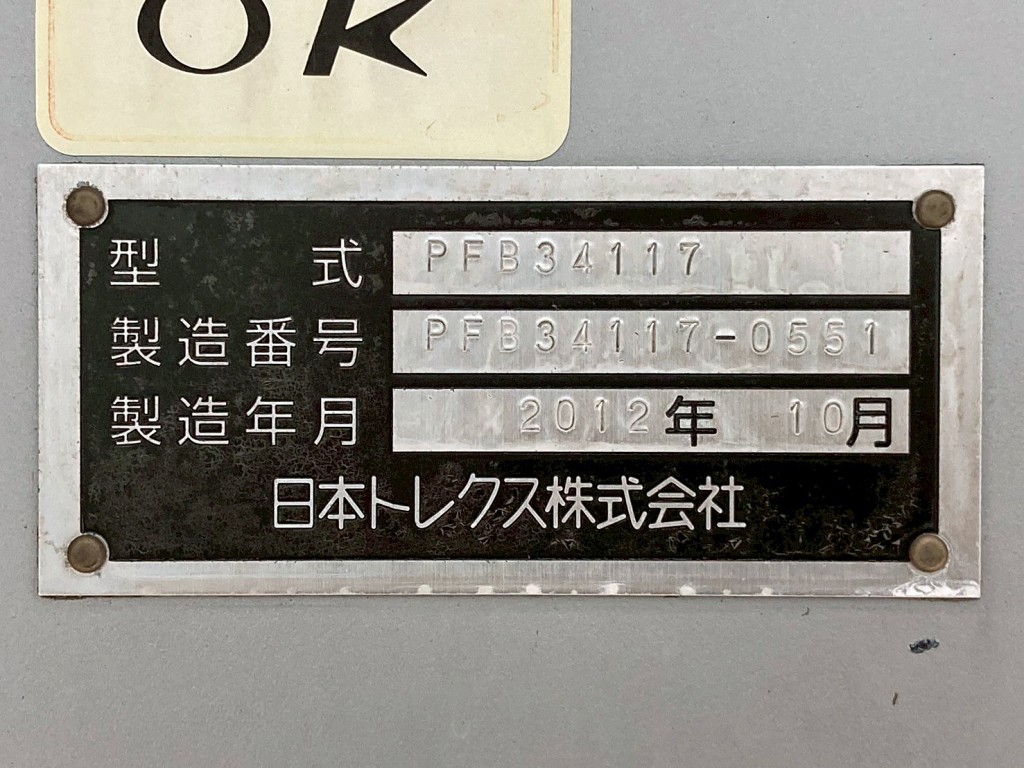 OK
型式 PFB34117
製造番号 PFB34117-0551
製造年月 2012年 10月
日本トレクス株式会社